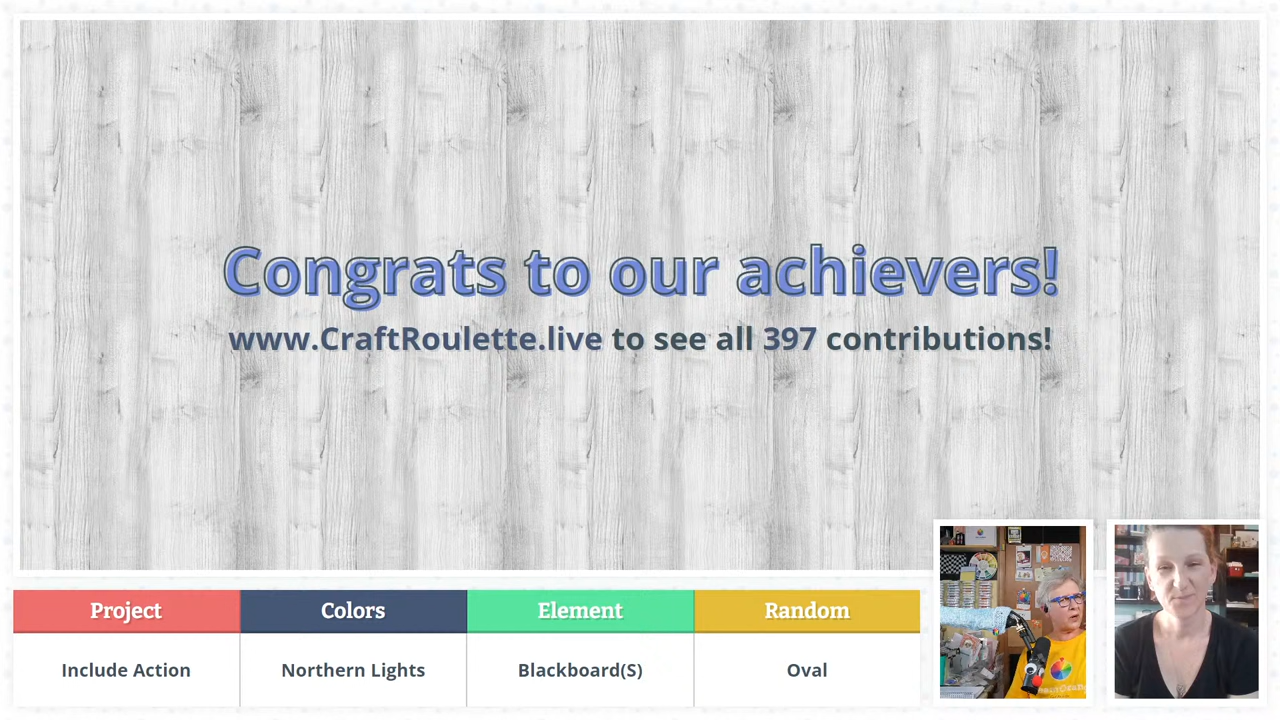 Congrats to our achievers!
www.CraftRoulette.live to see all 397 contributions!
Project
Colors
Element
Random
Include Action
Northern Lights
Blackboard(S)
Oval